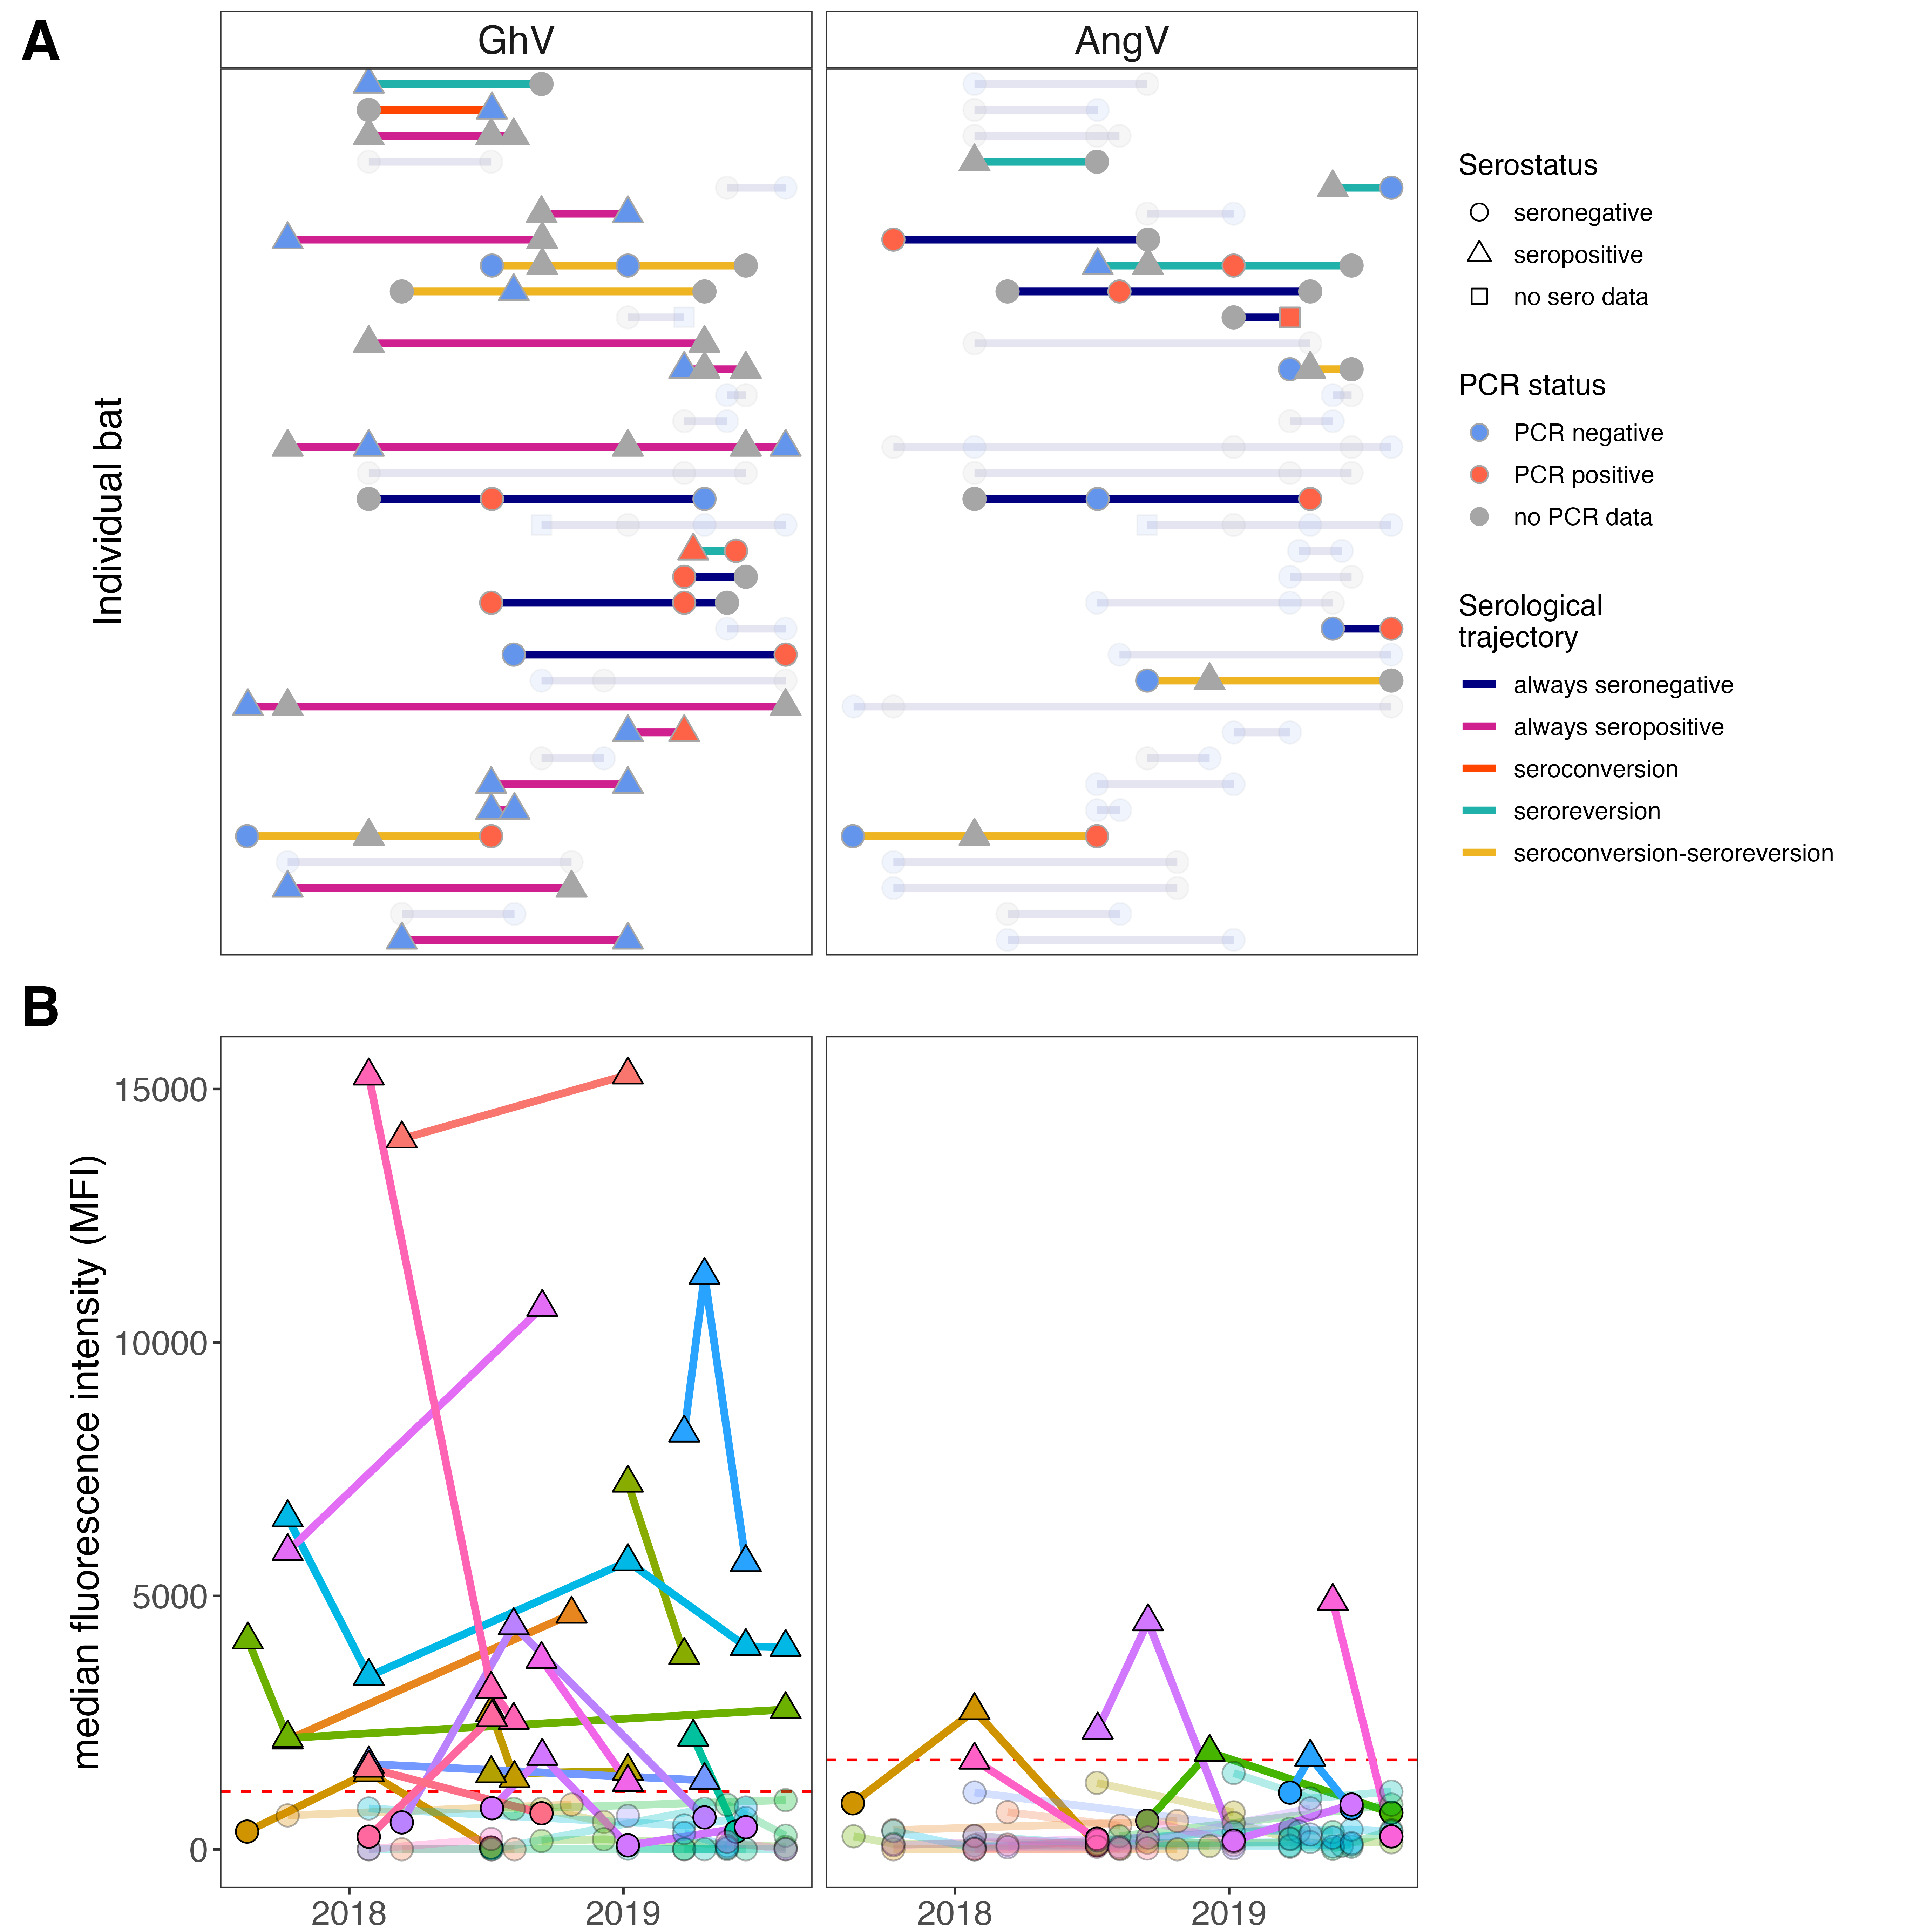 A
GhV
AngV
Individual bat
Serostatus
seronegative
seropositive
no sero data
PCR status
PCR negative
PCR positive
no PCR data
Serological
trajectory
always seronegative
always seropositive
seroconversion
seroreversion
seroconversion-seroreversion
B
median fluorescence intensity (MFI)
15000
10000
5000
0
2018
2019
2018
2019